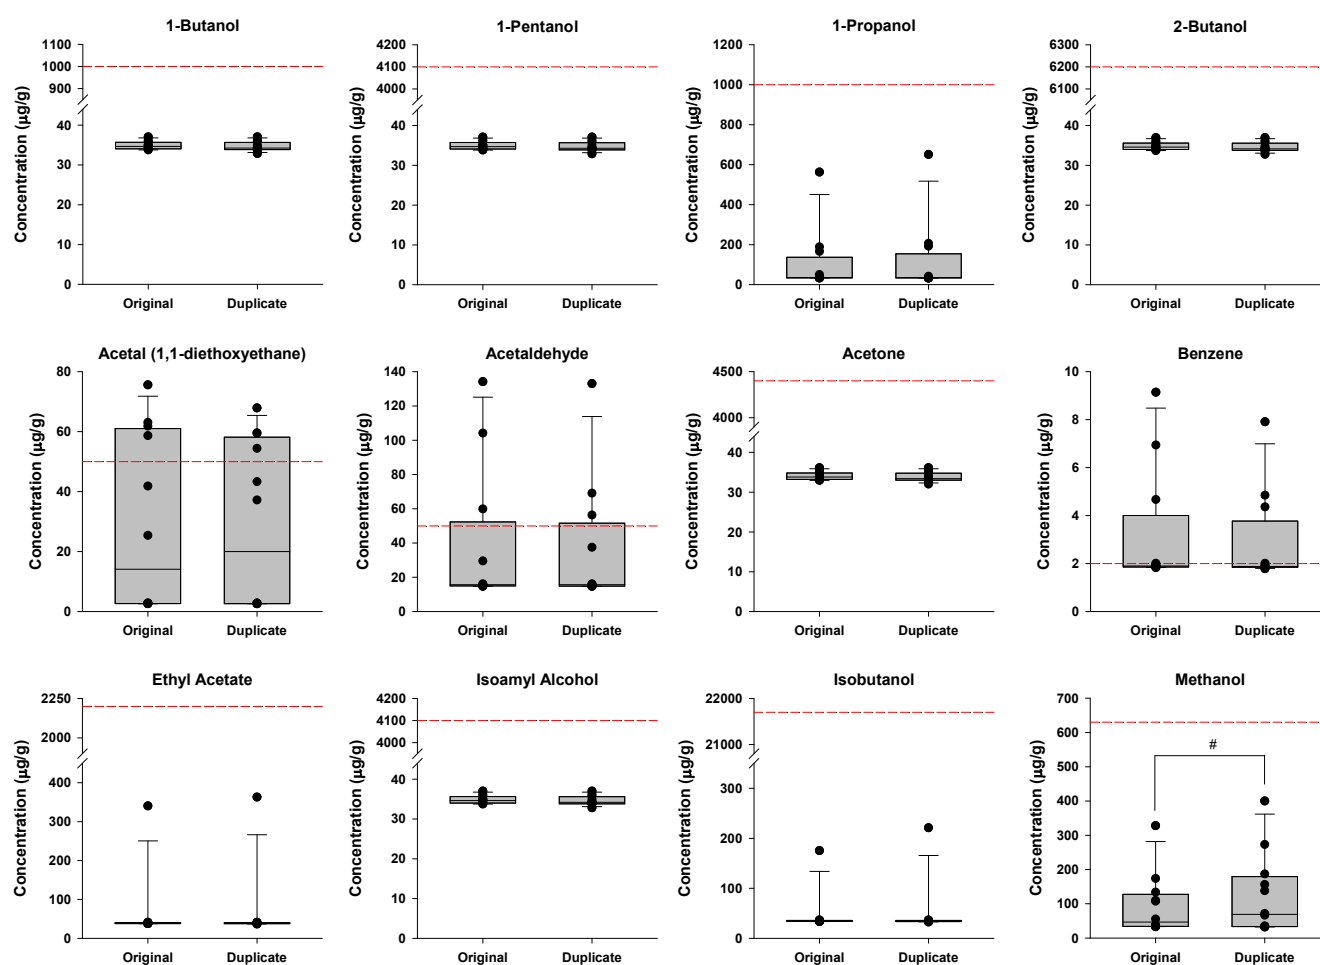 1-Butanol
1100
1000
900
40
30
20
10
0
Concentration (µg/g)
Original Duplicate
1-Pentanol
4200
4100
4000
40
30
20
10
0
Concentration (µg/g)
Original Duplicate
1-Propanol
1200
1000
800
600
400
200
0
Concentration (µg/g)
Original Duplicate
2-Butanol
6300
6200
6100
40
30
20
10
0
Concentration (µg/g)
Original Duplicate
Acetal (1,1-diethoxyethane)
80
60
40
20
0
Concentration (µg/g)
Original Duplicate
Acetaldehyde
140
120
100
80
60
40
20
0
Concentration (µg/g)
Original Duplicate
Acetone
4500
4000
40
30
20
10
0
Concentration (µg/g)
Original Duplicate
Benzene
10
8
6
4
2
0
Concentration (µg/g)
Original Duplicate
Ethyl Acetate
2250
2000
400
300
200
100
0
Concentration (µg/g)
Original Duplicate
Isoamyl Alcohol
4200
4100
4000
40
30
20
10
0
Concentration (µg/g)
Original Duplicate
Isobutanol
22000
21000
300
200
100
0
Concentration (µg/g)
Original Duplicate
Methanol
700
600
500
400
300
200
100
0
#
Concentration (µg/g)
Original Duplicate